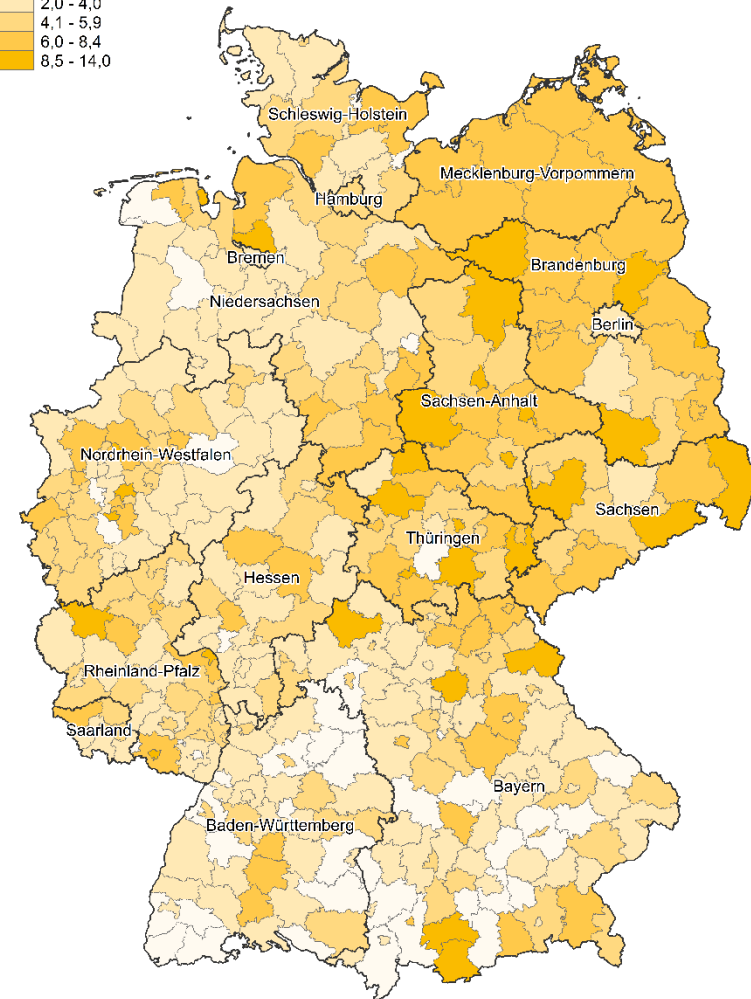 2,0 - 4,0
4,1 - 5,9
6,0 - 8,4
8,5 - 14,0
Schleswig-Holstein
Mecklenburg-Vorpommern
Hamburg
Bremen
Brandenburg
Niedersachsen
Berlin
Sachsen-Anhalt
Nordrhein-Westfalen
Sachsen
Thüringen
Hessen
Rheinland-Pfalz
Saarland
Bayern
Baden-Württemberg